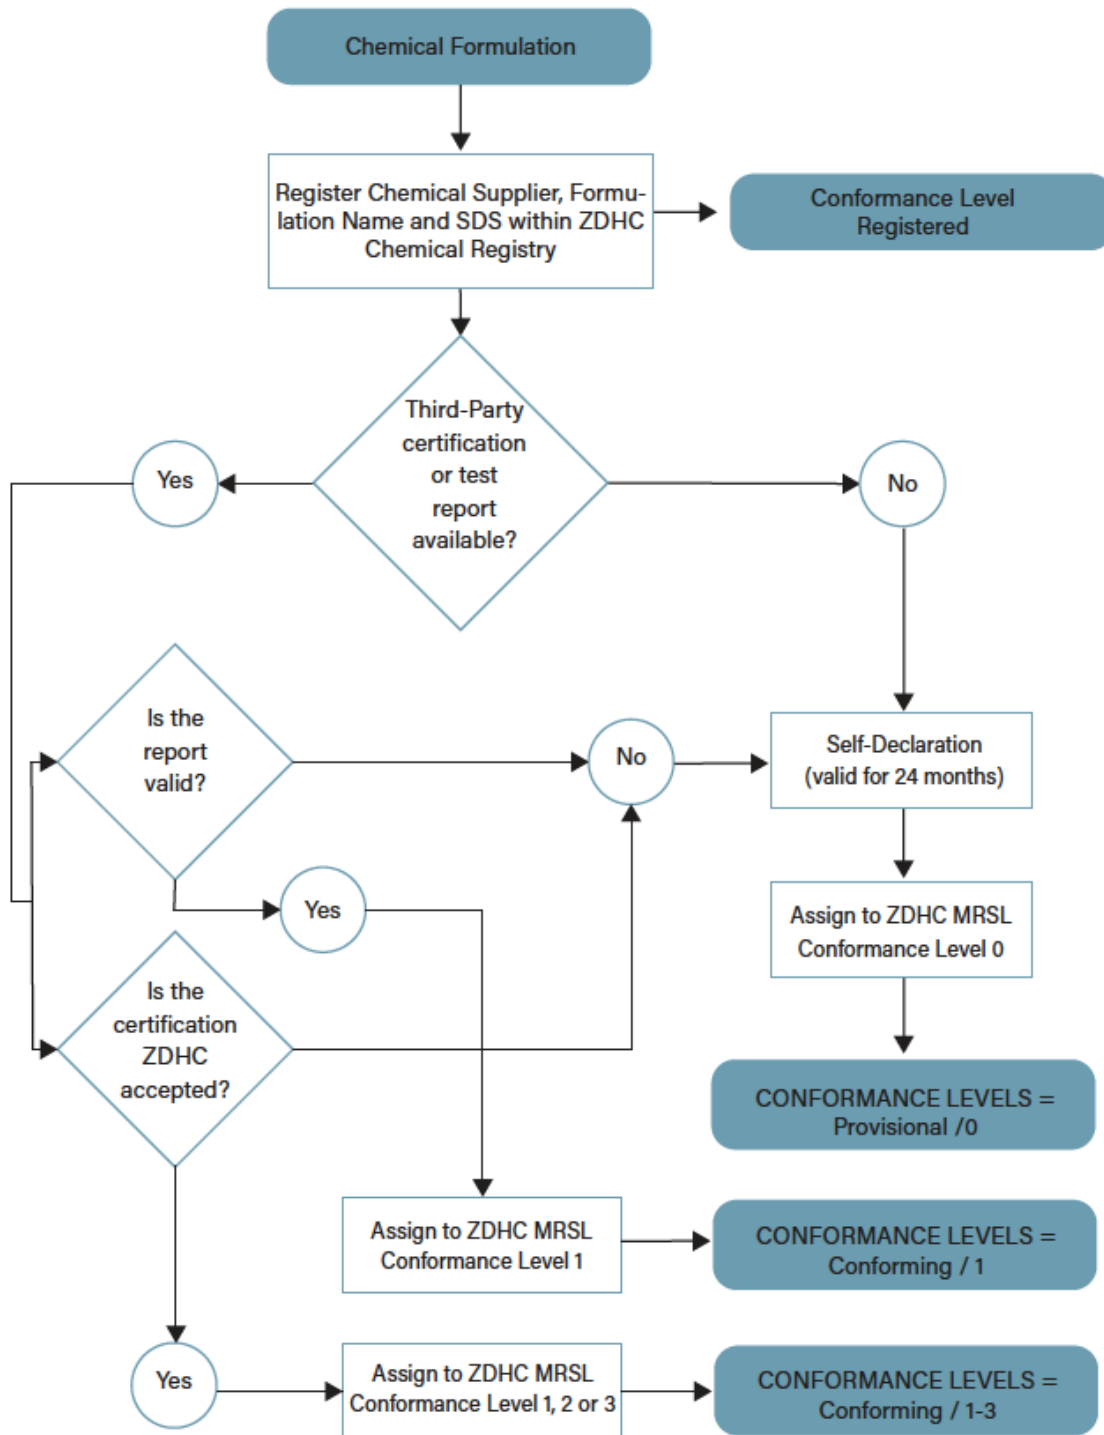 Chemical Formulation
Register Chemical Supplier, Formu-
lation Name and SDS within ZDHC
Chemical Registry
Conformance Level
Registered
Third-Party
certification
or test
report
available?
Yes
No
Is the
report
valid?
No
Self-Declaration
(valid for 24 months)
Yes
Assign to ZDHC MRSL
Conformance Level 0
Is the
certification
ZDHC
accepted?
CONFORMANCE LEVELS =
Provisional /0
Assign to ZDHC MRSL
Conformance Level 1
CONFORMANCE LEVELS =
Conforming / 1
Yes
Assign to ZDHC MRSL
Conformance Level 1, 2 or 3
CONFORMANCE LEVELS =
Conforming / 1-3